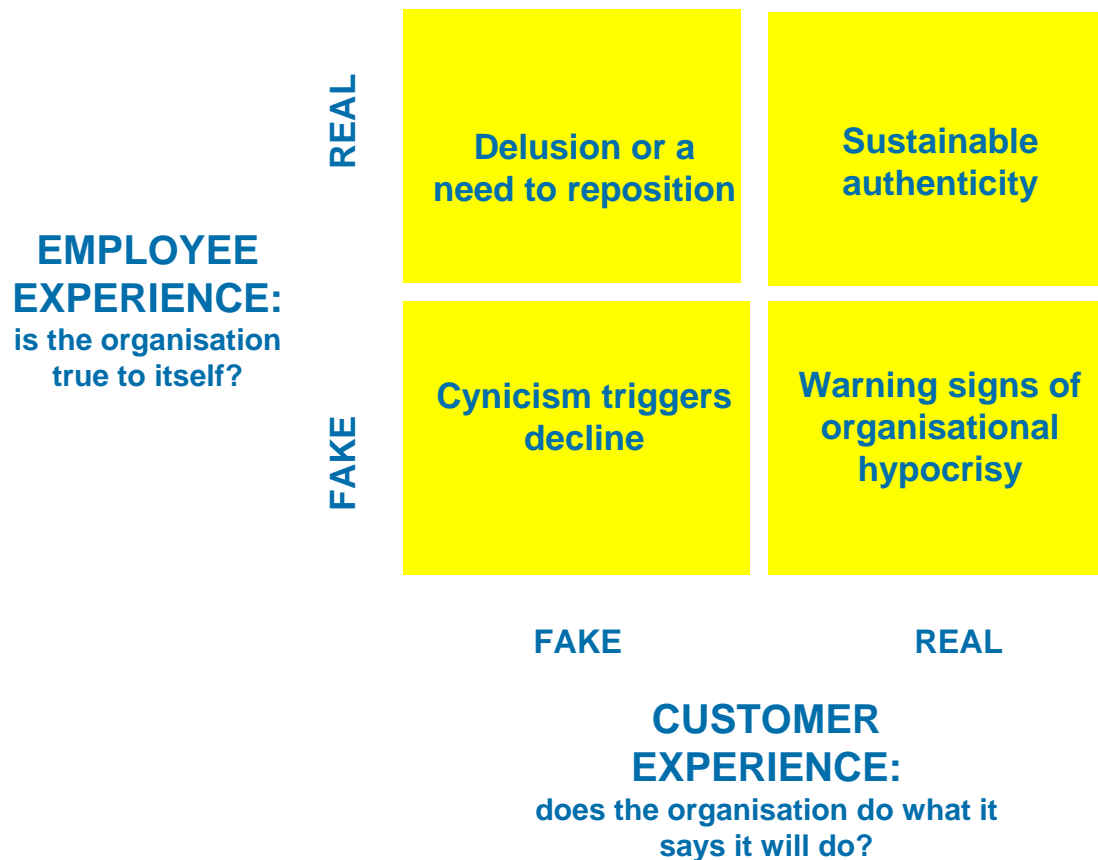 REAL
Delusion or a
need to reposition
Sustainable
authenticity
EMPLOYEE
EXPERIENCE:
is the organisation
true to itself?
FAKE
Cynicism triggers
decline
Warning signs of
organisational
hypocrisy
FAKE
REAL
CUSTOMER
EXPERIENCE:
does the organisation do what it
says it will do?